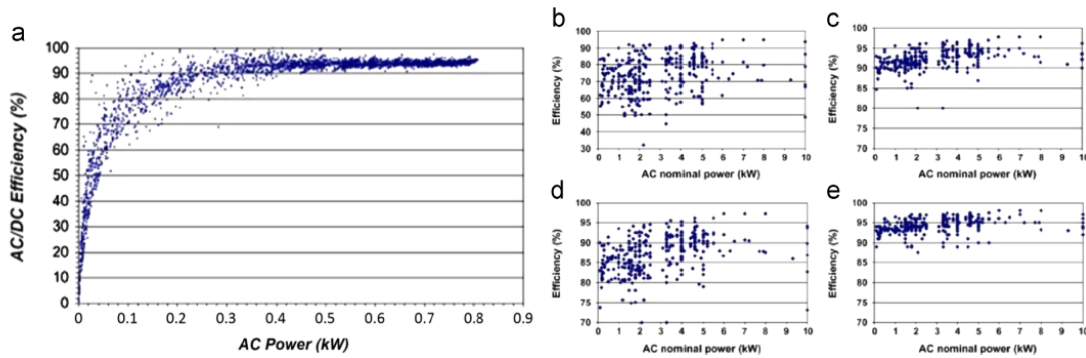 a
AC/DC Efficiency (%)
100
90
80
70
60
50
40
30
20
10
0
0 0.1 0.2 0.3 0.4 0.5 0.6 0.7 0.8 0.9
AC Power (kW)
b
Efficiency (%)
100
90
80
70
60
50
40
30
0 1 2 3 4 5 6 7 8 9 10
AC nominal power (kW)
c
Efficiency (%)
100
95
90
85
80
75
70
0 1 2 3 4 5 6 7 8 9 10
AC nominal power (kW)
d
Efficiency (%)
100
95
90
85
80
75
70
0 1 2 3 4 5 6 7 8 9 10
AC nominal power (kW)
e
Efficiency (%)
100
95
90
85
80
75
70
0 1 2 3 4 5 6 7 8 9 10
AC nominal power (kW)